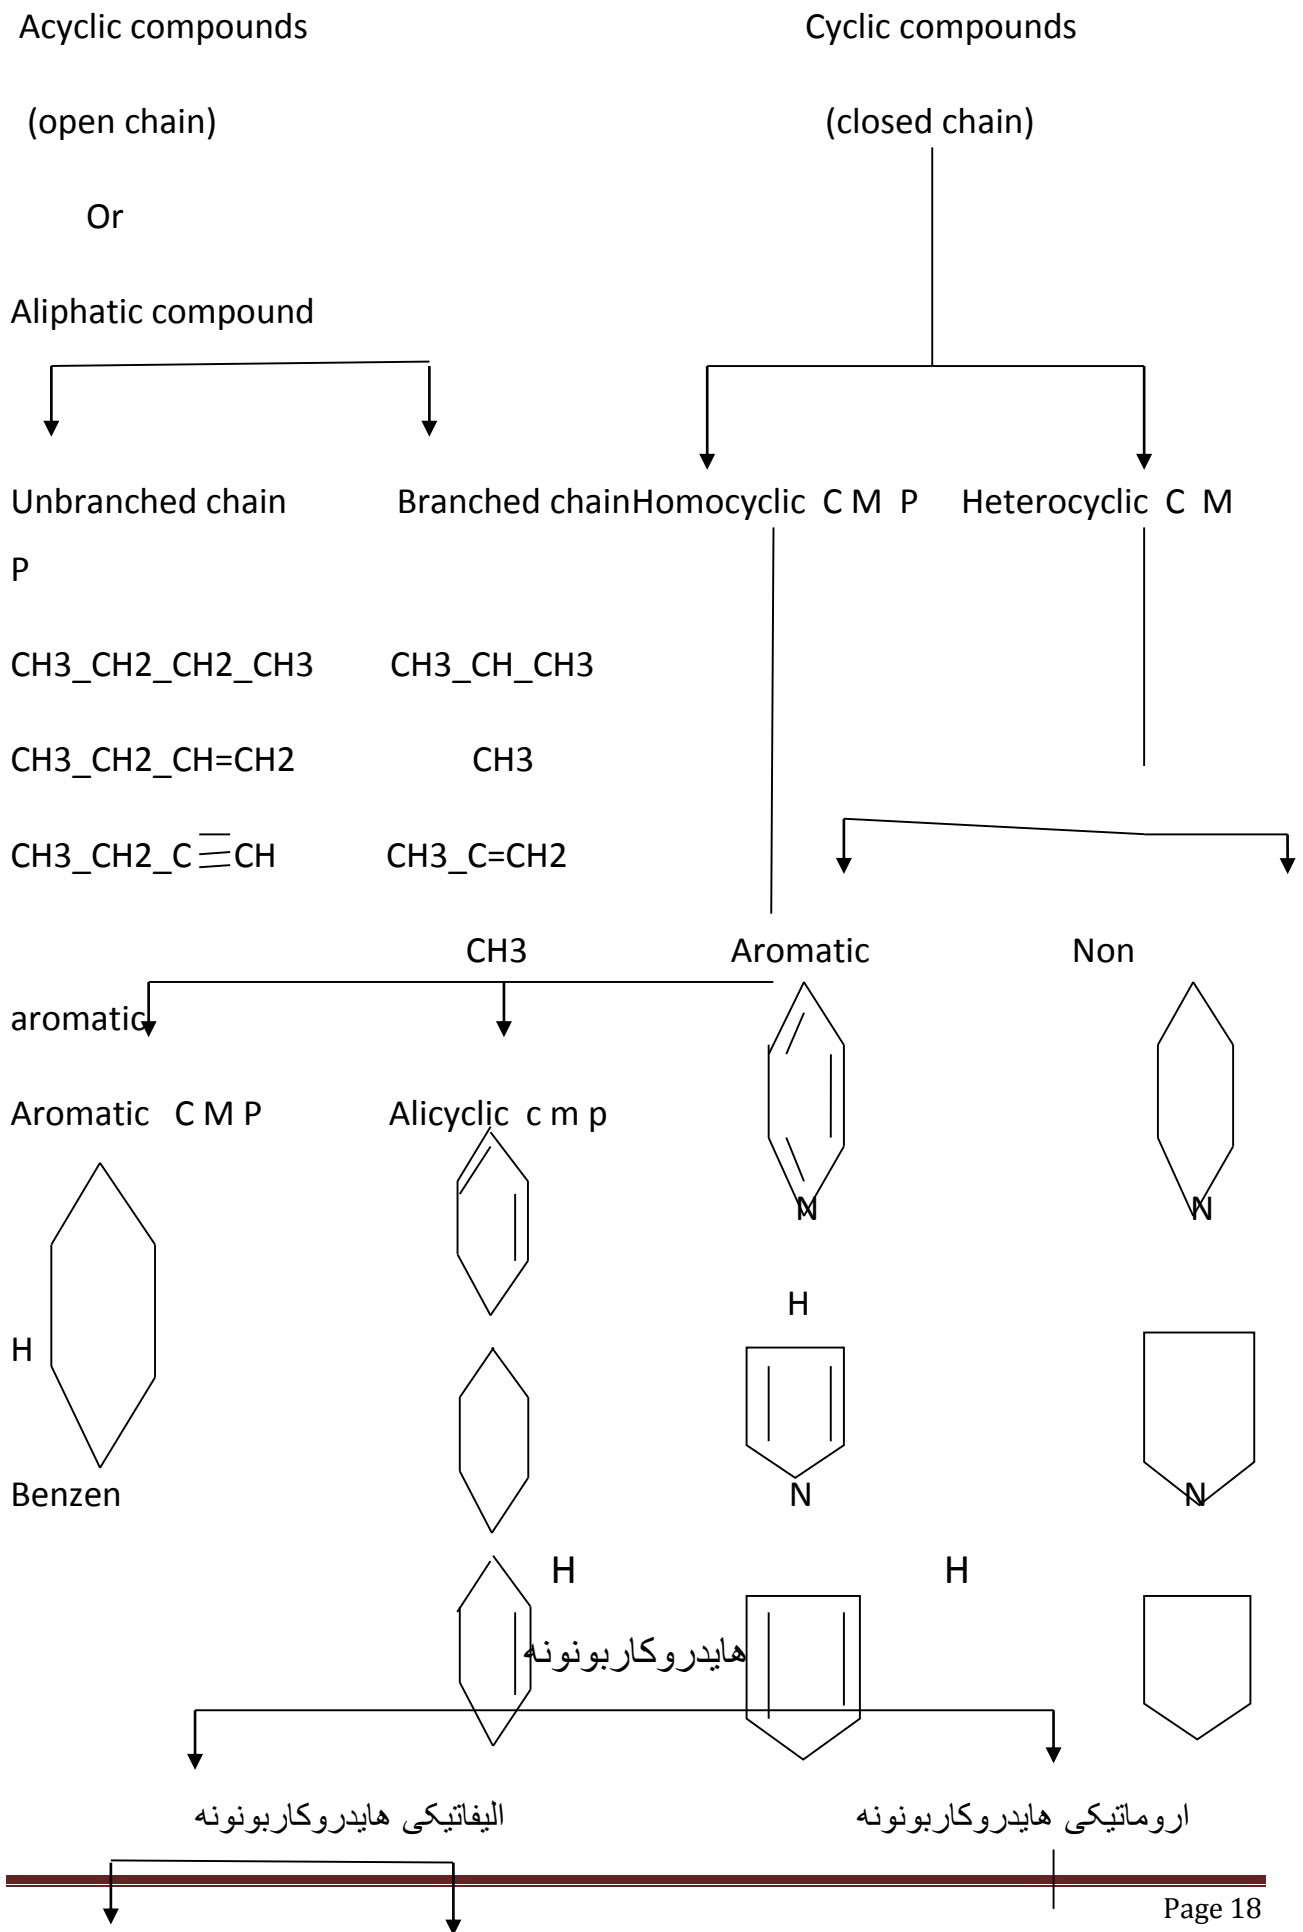 Acyclic compounds Cyclic compounds
(open chain) (closed chain)
Or
Aliphatic compound
Unbranched chain Branched chainHomocyclic C M P Heterocyclic C M
P
CH3_CH2_CH2_CH3 CH3_CH_CH3
CH3_CH2_CH=CH2 CH3
CH3_CH2_C≡CH CH3_C=CH2
CH3 Aromatic Non
aromatic
Aromatic C M P Alicyclic c m p
N N
H
H
Benzen N N
H H
هایدروکاربونونه
الیفاتیکی هایدروکاربونونه اروماتیکی هایدروکاربونونه
Page 18